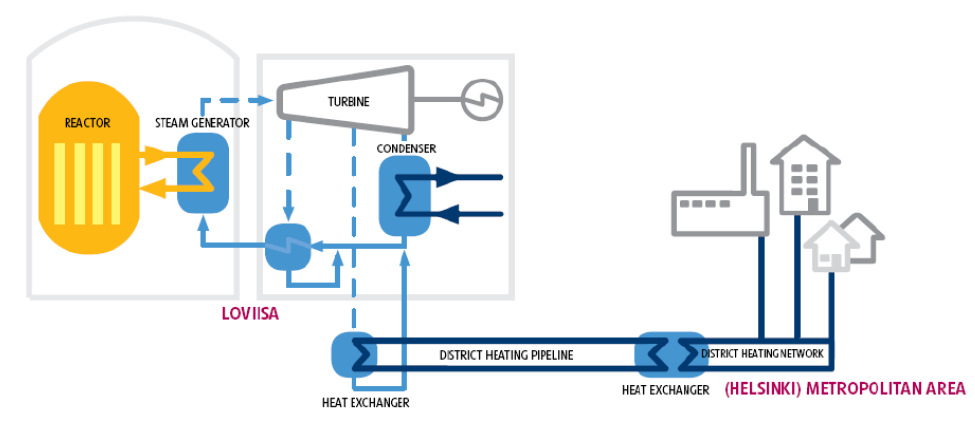 TURBINE
REACTOR
STEAM GENERATOR
CONDENSER
LOVIISA
DISTRICT HEATING PIPELINE
DISTRICT HEATING NETWORK
HEAT EXCHANGER
HEAT EXCHANGER
(HELSINKI) METROPOLITAN AREA